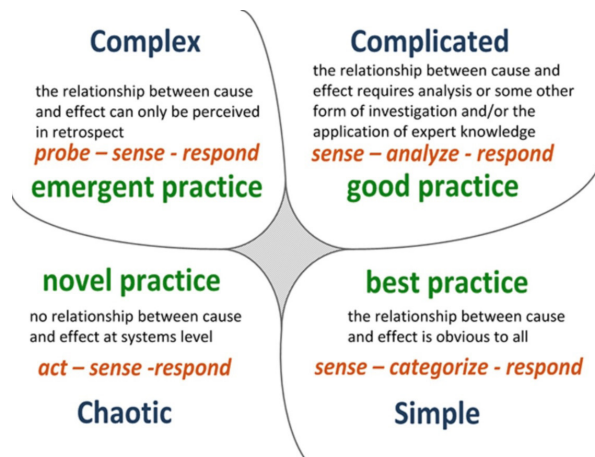 Complex
the relationship between cause
and effect can only be perceived
in retrospect
probe – sense - respond
emergent practice
Complicated
the relationship between cause and
effect requires analysis or some other
form of investigation and/or the
application of expert knowledge
sense – analyze - respond
good practice
novel practice
no relationship between cause
and effect at systems level
act – sense -respond
Chaotic
best practice
the relationship between cause
and effect is obvious to all
sense – categorize - respond
Simple